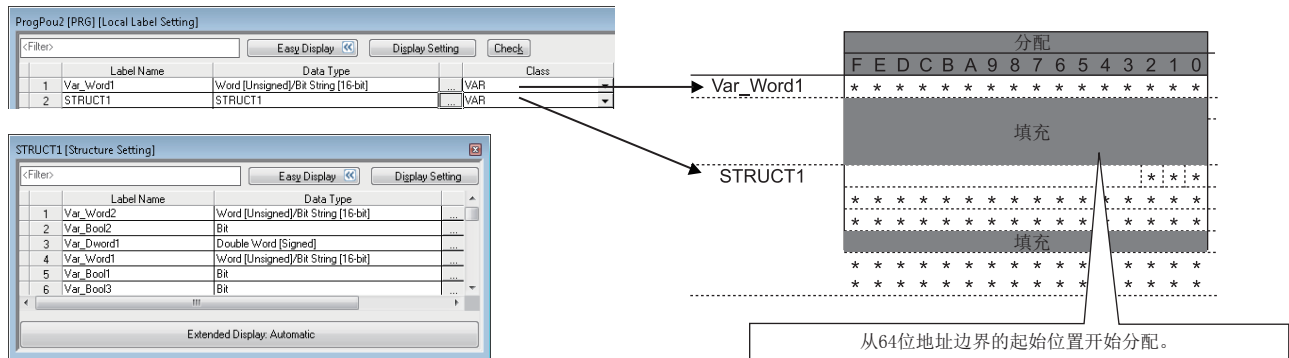 ProgPou2 [PRG] [Local Label Setting]
<Filter> Easy Display Display Setting Check
Label Name Data Type Class
1 Var_Word1 Word [Unsigned]/Bit String [16-bit] ... VAR
2 STRUCT1 STRUCT1 ... VAR
STRUCT1 [Structure Setting]
<Filter> Easy Display Display Setting
Label Name Data Type
1 Var_Word2 Word [Unsigned]/Bit String [16-bit] ...
2 Var_Bool2 Bit ...
3 Var_Dword1 Double Word [Signed] ...
4 Var_Word1 Word [Unsigned]/Bit String [16-bit] ...
5 Var_Bool1 Bit ...
6 Var_Bool3 Bit ...
Extended Display: Automatic
分配
F E D C B A 9 8 7 6 5 4 3 2 1 0
Var_Word1 * * * * * * * * * * * * * * * *
填充
STRUCT1 * * *
* * * * * * * * * * * * * * * *
* * * * * * * * * * * * * * * *
填充
* * * * * * * * * * * * * * * *
* * * * * * * * * * * * * * * *
从64位地址边界的起始位置开始分配。